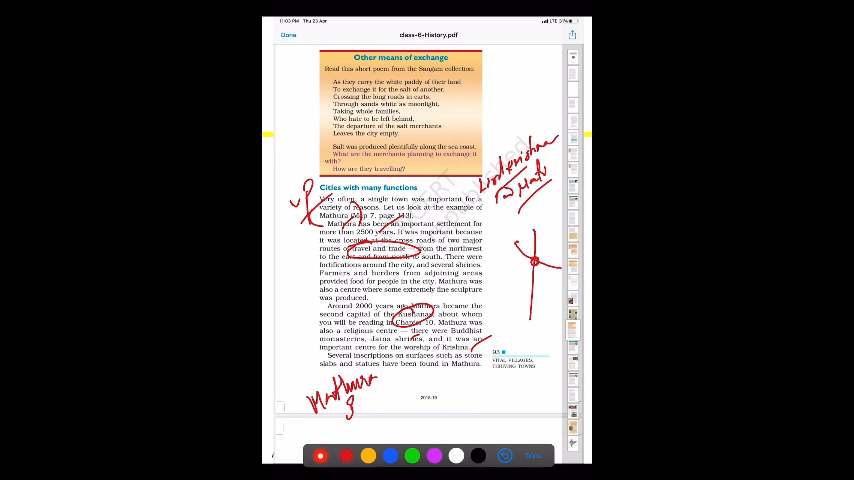 11:03 PM Thu 23 Apr
LTE 31%
Done
class-6-History.pdf
Other means of exchange
Read this short poem from the Sangam collection:
As they carry the white paddy of their land
To exchange it for the salt of another,
Crossing the long roads in carts,
Through sands white as moonlight,
Taking whole families,
Who hate to be left behind,
The departure of the salt merchants
Leaves the city empty.
Salt was produced plentifully along the sea coast.
What are the merchants planning to exchange it
with?
How are they travelling?
Cities with many functions
Very often, a single town was important for a
variety of reasons. Let us look at the example of
Mathura (Map 7, page 113).
Mathura has been an important settlement for
more than 2500 years. It was important because
it was located at the cross roads of two major
routes of travel and trade — from the northwest
to the east and from north to south. There were
fortifications around the city, and several shrines.
Farmers and herders from adjoining areas
provided food for people in the city. Mathura was
also a centre where some extremely fine sculpture
was produced.
Around 2000 years ago Mathura became the
second capital of the Kushanas, about whom
you will be reading in Chapter 10. Mathura was
also a religious centre — there were Buddhist
monasteries, Jaina shrines, and it was an
important centre for the worship of Krishna.
Several inscriptions on surfaces such as stone
slabs and statues have been found in Mathura.
93
VITAL VILLAGES,
THRIVING TOWNS
Mathura
2018-19
Done